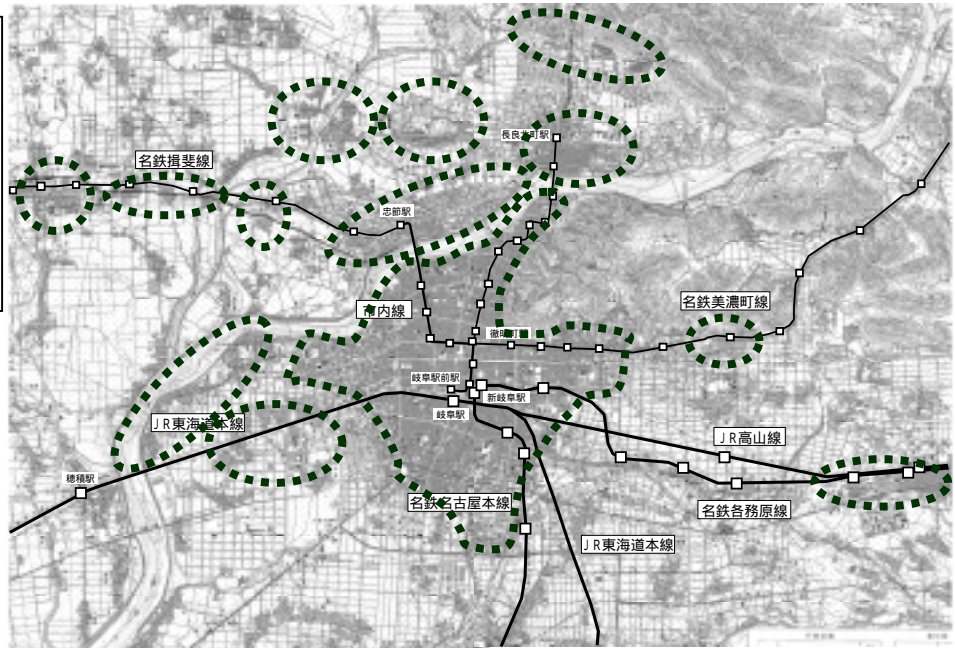 長良北町駅
名鉄揖斐線
忠節駅
市内線
名鉄美濃町線
徹明町駅
岐阜駅前駅
新岐阜駅
岐阜駅
JR東海道本線
JR高山線
穂積駅
名鉄名古屋本線
名鉄各務原線
JR東海道本線